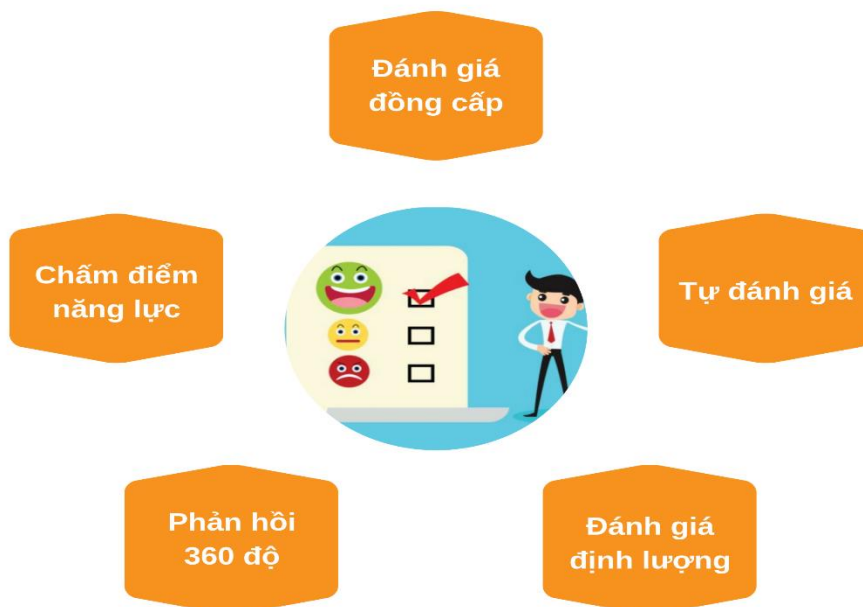 Đánh giá
đồng cấp
Chấm điểm
năng lực
Tự đánh giá
Phản hồi
360 độ
Đánh giá
định lượng